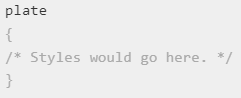 plate
{
/* Styles would go here. */
}